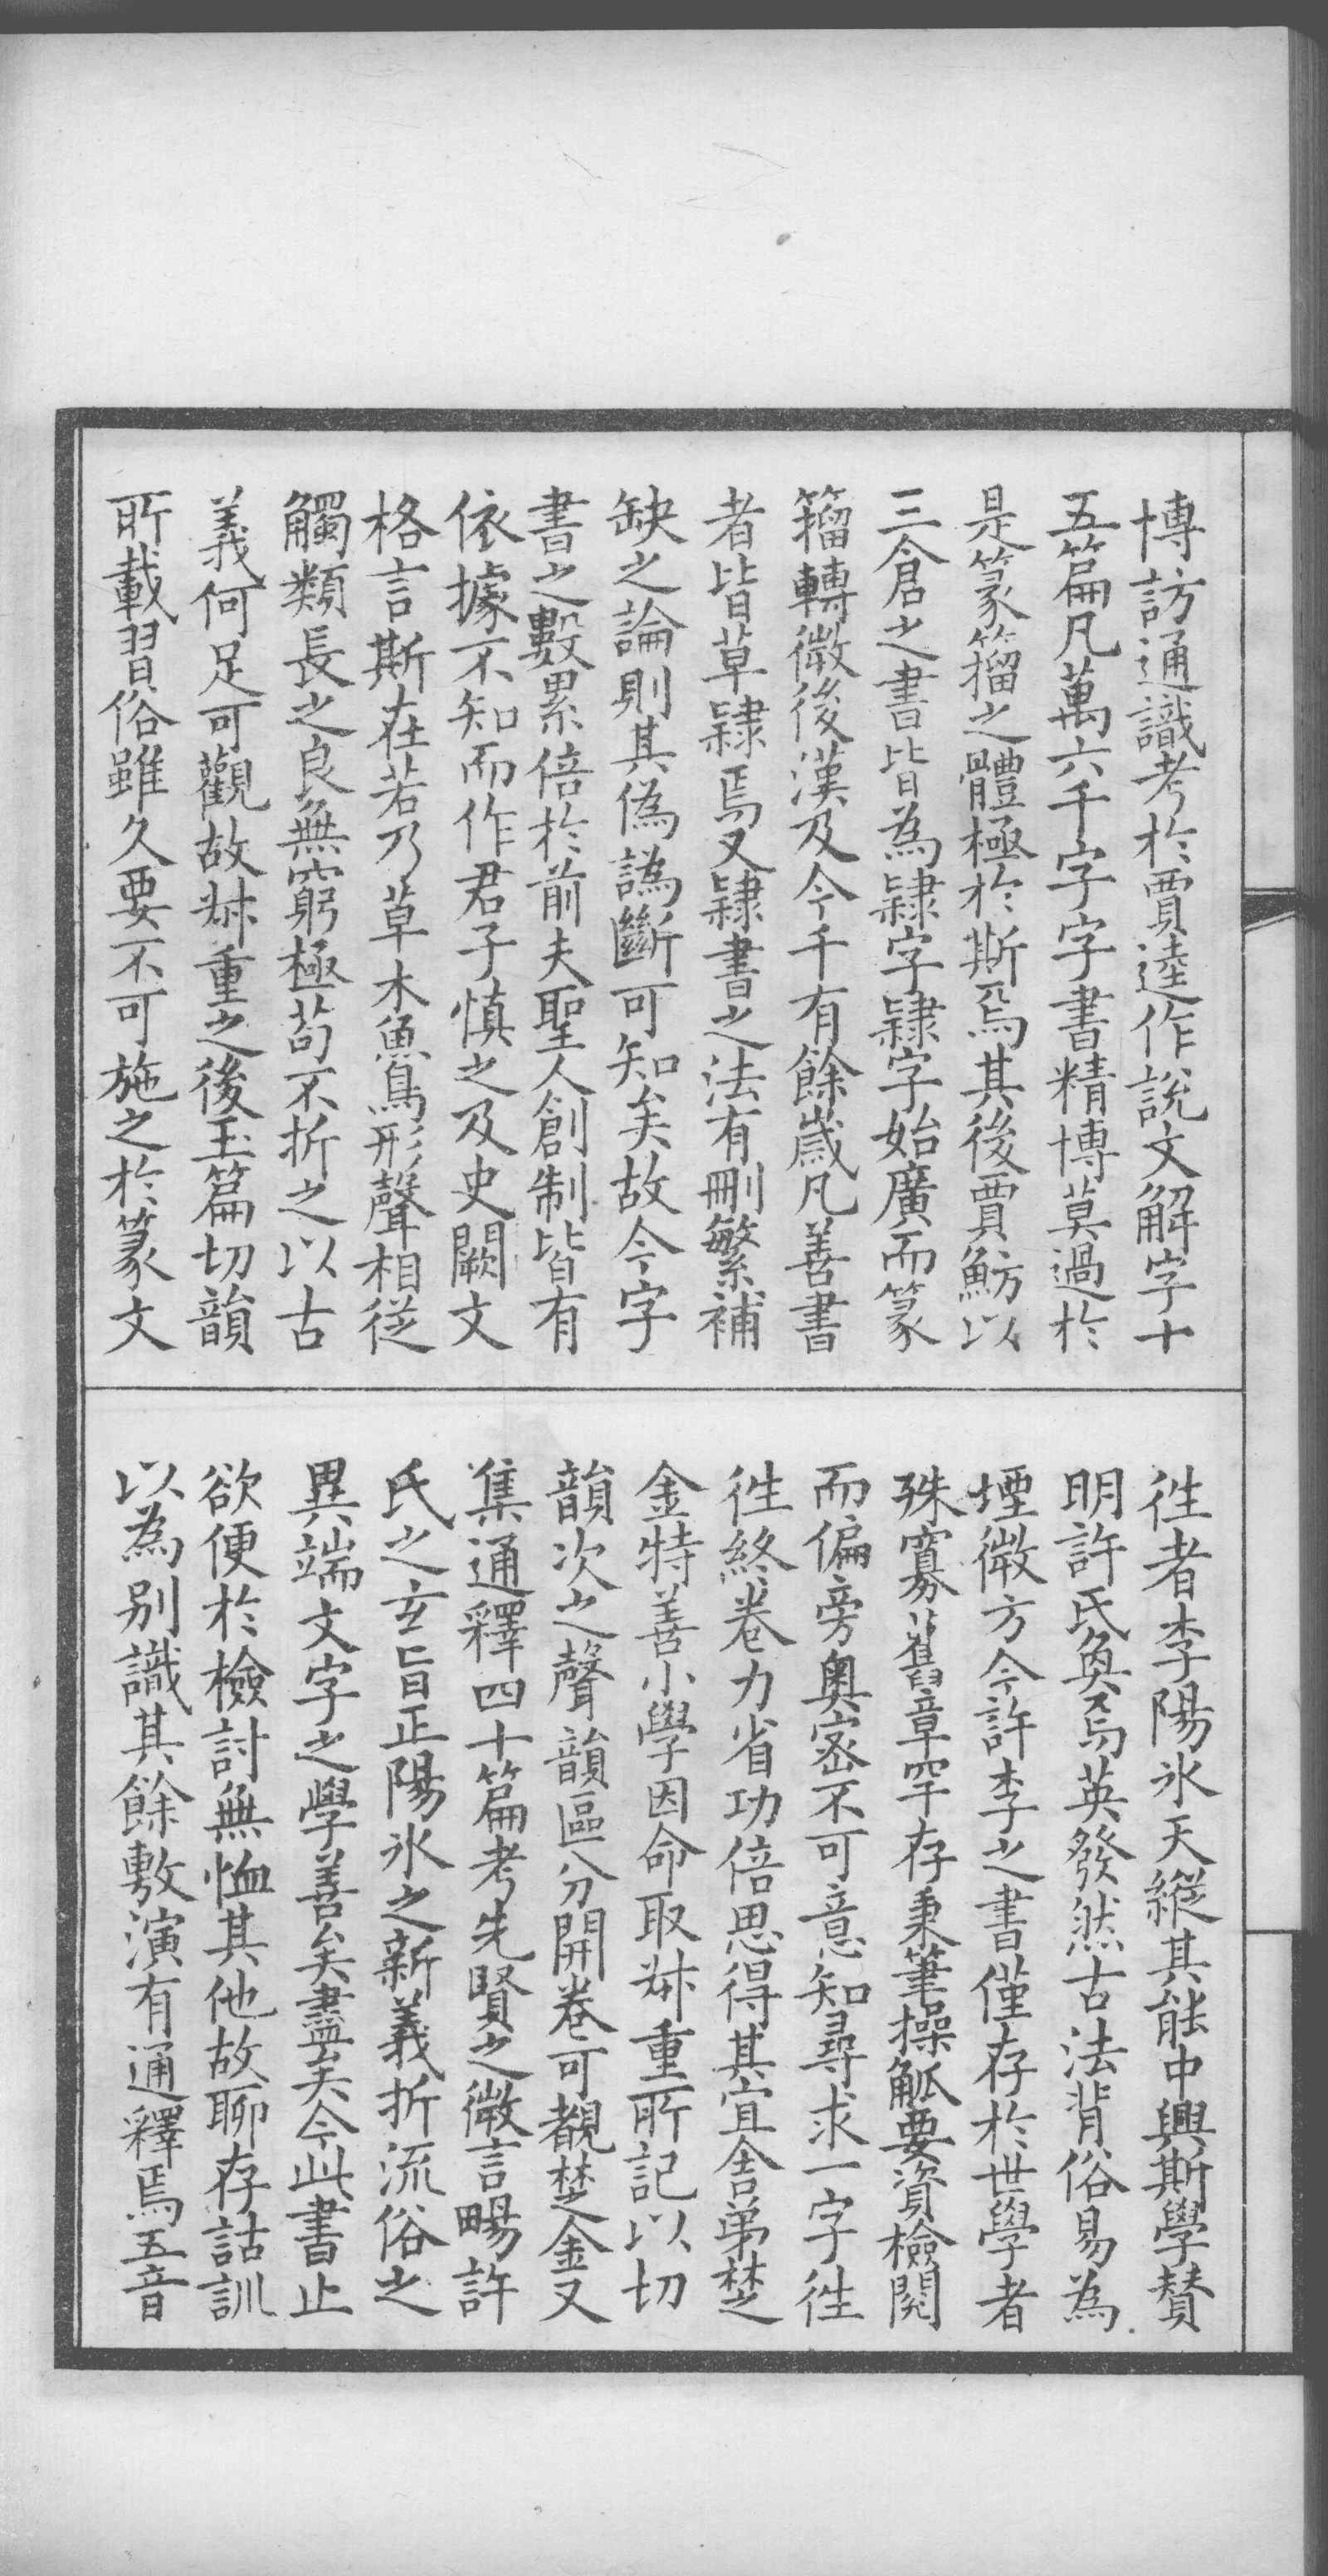 博訪通識考於賈逵作説文解字十
五篇凡萬六千字字書精博莫過於
是篆籀之體極於斯焉其後賈魴以
三倉之書皆為隸字隸字始廣而篆
籀轉微後漢及今千有餘歲凡善書
者皆草隸焉又隸書之法有刪繁補
缺之論則其偽譌斷可知矣故今字
書之數累倍於前夫聖人創制皆有
依據不知而作君子慎之及史闕文
格言斯在若乃草木魚鳥形聲相從
觸類長之良無窮極苟不折之以古
義何足可觀故叔重之後玉篇切韻
所載習俗雖久要不可施之於篆文
往者李陽冰天縱其能中興斯學贊
明許氏奐焉英發然古法背俗易為
堙微方今許李之書僅存於世學者
殊寡舊章罕存秉筆操觚要資檢閱
而偏旁奧密不可意知尋求一字往
往終卷力省功倍思得其宜舍弟楚
金特善小學因命取叔重所記以切
韻次之聲韻區分開卷可覩楚金又
集通釋四十篇考先賢之微言暢許
氏之玄旨正陽冰之新義折流俗之
異端文字之學善矣盡矣今此書止
欲便於檢討無恤其他故聊存詁訓
以為別識其餘敷演有通釋焉五音